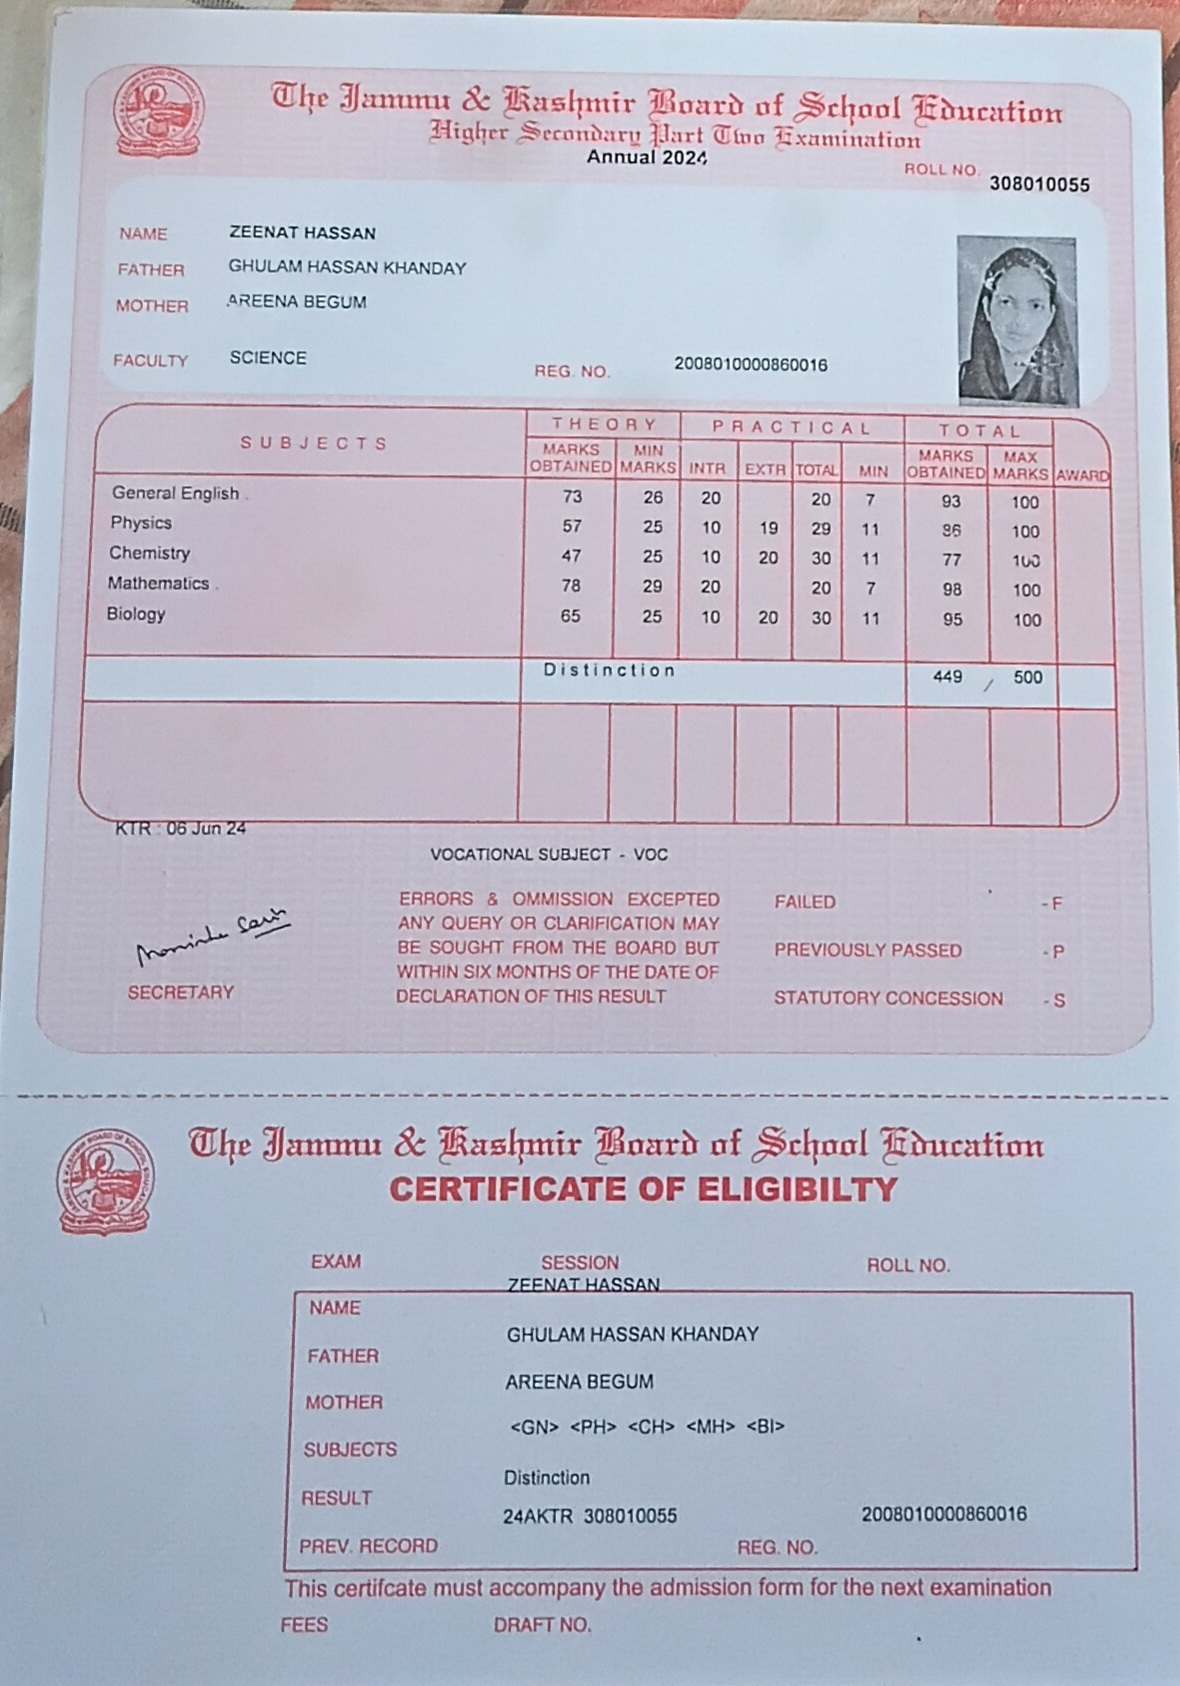 The Jammu & Kashmir Board of School Education
Higher Secondary Part Two Examination
Annual 2024
ROLL NO. 308010055
NAME ZEENAT HASSAN
FATHER GHULAM HASSAN KHANDAY
MOTHER AREENA BEGUM
FACULTY SCIENCE REG. NO. 2008010000860016
SUBJECTS THEORY PRACTICAL TOTAL
MARKS OBTAINED MIN MARKS INTR EXTR TOTAL MIN MARKS OBTAINED MAX MARKS AWARD
General English 73 26 20 20 7 93 100
Physics 57 25 10 19 29 11 86 100
Chemistry 47 25 10 20 30 11 77 100
Mathematics 78 29 20 20 7 98 100
Biology 65 25 10 20 30 11 95 100
Distinction 449 / 500
KTR : 06 Jun 24
VOCATIONAL SUBJECT - VOC
ERRORS & OMMISSION EXCEPTED FAILED - F
ANY QUERY OR CLARIFICATION MAY
BE SOUGHT FROM THE BOARD BUT PREVIOUSLY PASSED - P
WITHIN SIX MONTHS OF THE DATE OF
SECRETARY DECLARATION OF THIS RESULT STATUTORY CONCESSION - S
The Jammu & Kashmir Board of School Education
CERTIFICATE OF ELIGIBILTY
EXAM SESSION ROLL NO.
ZEENAT HASSAN
NAME
GHULAM HASSAN KHANDAY
FATHER
AREENA BEGUM
MOTHER
<GN> <PH> <CH> <MH> <BI>
SUBJECTS
Distinction
RESULT
24AKTR 308010055 2008010000860016
PREV. RECORD REG. NO.
This certifcate must accompany the admission form for the next examination
FEES DRAFT NO.